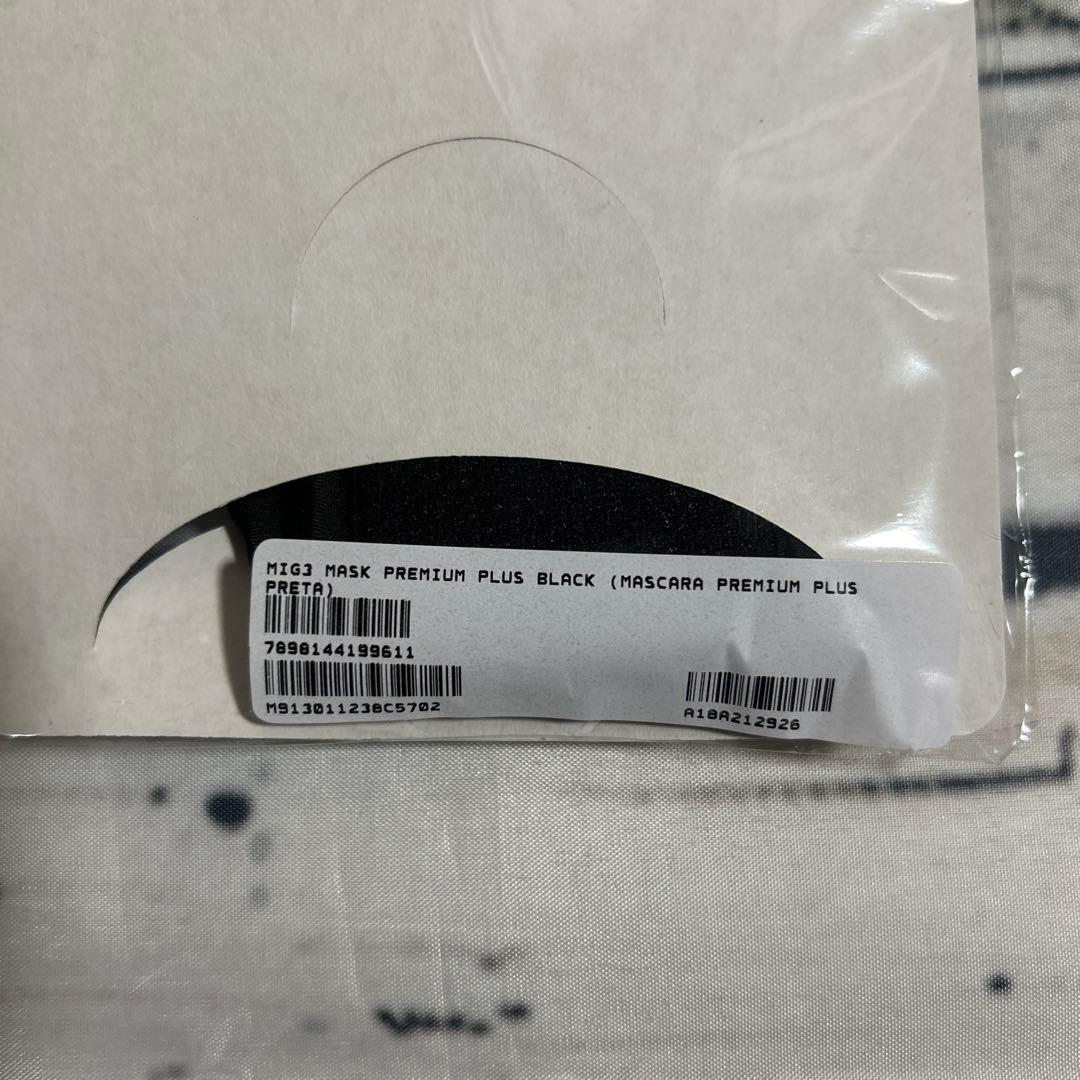 MIG3 MASK PREMIUM PLUS BLACK (MASCARA PREMIUM PLUS
PRETA)
7898144199611
M913011238C5702
A18A212926